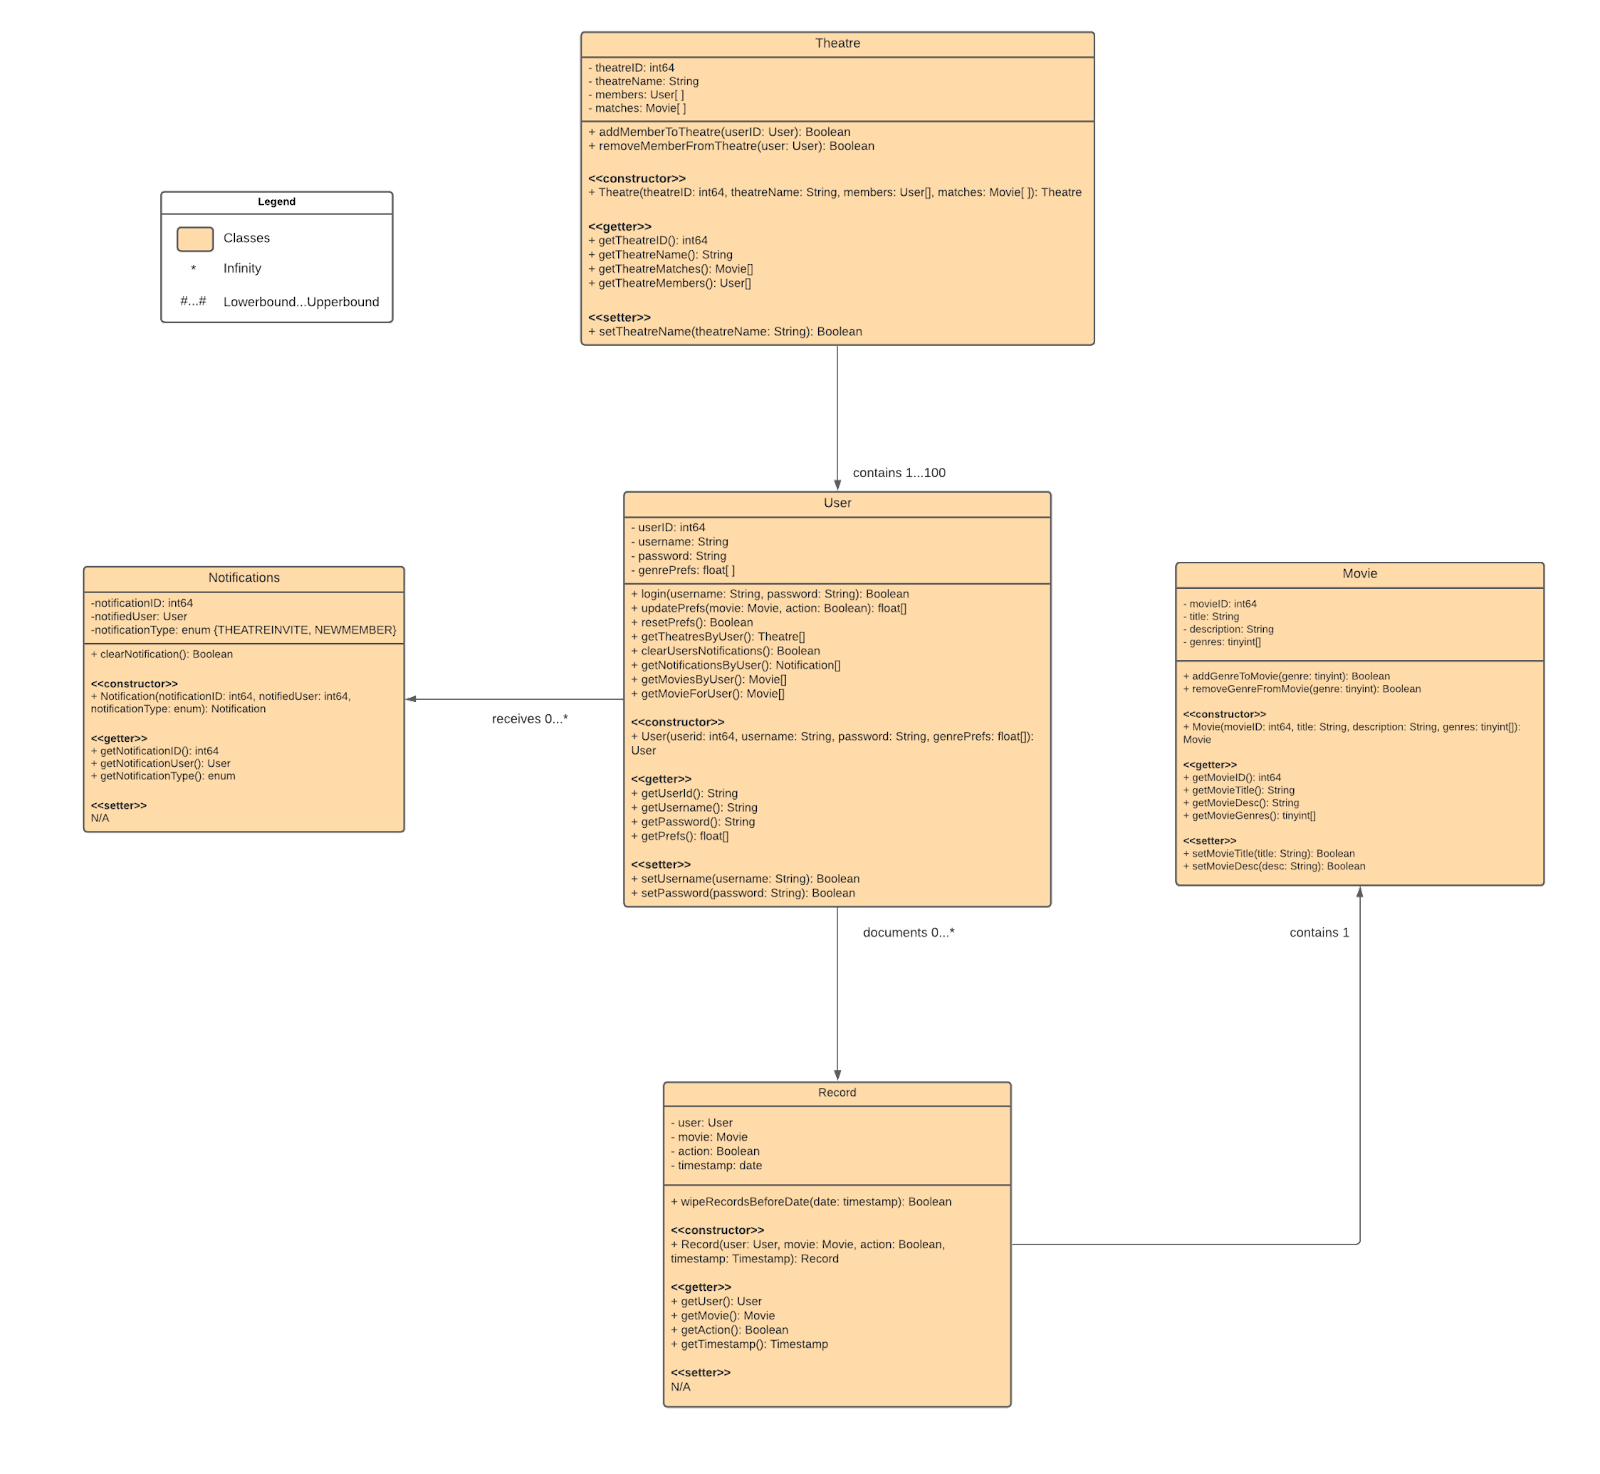 Theatre
- theatreID: int64
- theatreName: String
- members: User[ ]
- matches: Movie[ ]
+ addMemberToTheatre(userID: User): Boolean
+ removeMemberFromTheatre(user: User): Boolean
<<constructor>>
+ Theatre(theatreID: int64, theatreName: String, members: User[], matches: Movie[ ]): Theatre
<<getter>>
+ getTheatreID(): int64
+ getTheatreName(): String
+ getTheatreMatches(): Movie[]
+ getTheatreMembers(): User[]
<<setter>>
+ setTheatreName(theatreName: String): Boolean
Legend
Classes
* Infinity
#...# Lowerbound...Upperbound
contains 1...100
User
- userID: int64
- username: String
- password: String
- genrePrefs: float[ ]
+ login(username: String, password: String): Boolean
+ updatePrefs(movie: Movie, action: Boolean): float[]
+ resetPrefs(): Boolean
+ getTheatresByUser(): Theatre[]
+ clearUsersNotifications(): Boolean
+ getNotificationsByUser(): Notification[]
+ getMoviesByUser(): Movie[]
+ getMovieForUser(): Movie[]
<<constructor>>
+ User(userid: int64, username: String, password: String, genrePrefs: float[]):
User
<<getter>>
+ getUserId(): String
+ getUsername(): String
+ getPassword(): String
+ getPrefs(): float[]
<<setter>>
+ setUsername(username: String): Boolean
+ setPassword(password: String): Boolean
Notifications
-notificationID: int64
-notifiedUser: User
-notificationType: enum {THEATREINVITE, NEWMEMBER}
+ clearNotification(): Boolean
<<constructor>>
+ Notification(notificationID: int64, notifiedUser: int64,
notificationType: enum): Notification
<<getter>>
+ getNotificationID(): int64
+ getNotificationUser(): User
+ getNotificationType(): enum
<<setter>>
N/A
receives 0...*
Movie
- movieID: int64
- title: String
- description: String
- genres: tinyint[]
+ addGenreToMovie(genre: tinyint): Boolean
+ removeGenreFromMovie(genre: tinyint): Boolean
<<constructor>>
+ Movie(movieID: int64, title: String, description: String, genres: tinyint[]):
Movie
<<getter>>
+ getMovieID(): int64
+ getMovieTitle(): String
+ getMovieDesc(): String
+ getMovieGenres(): tinyint[]
<<setter>>
+ setMovieTitle(title: String): Boolean
+ setMovieDesc(desc: String): Boolean
documents 0...*
contains 1
Record
- user: User
- movie: Movie
- action: Boolean
- timestamp: date
+ wipeRecordsBeforeDate(date: timestamp): Boolean
<<constructor>>
+ Record(user: User, movie: Movie, action: Boolean,
timestamp: Timestamp): Record
<<getter>>
+ getUser(): User
+ getMovie(): Movie
+ getAction(): Boolean
+ getTimestamp(): Timestamp
<<setter>>
N/A